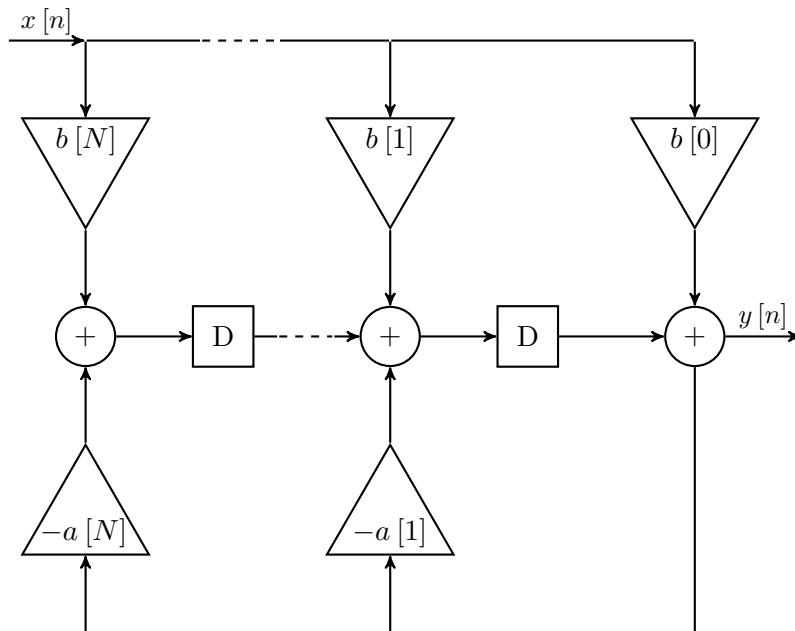 x [n]
b [N]
b [1]
b [0]
+
D
+
D
+
y [n]
−a [N]
−a [1]